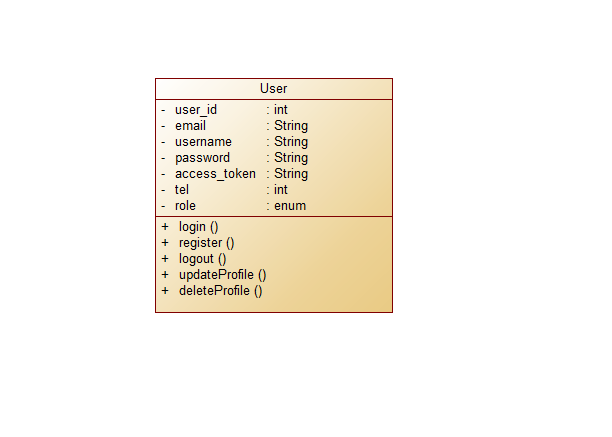 User
- user_id : int
- email : String
- username : String
- password : String
- access_token : String
- tel : int
- role : enum
+ login ()
+ register ()
+ logout ()
+ updateProfile ()
+ deleteProfile ()